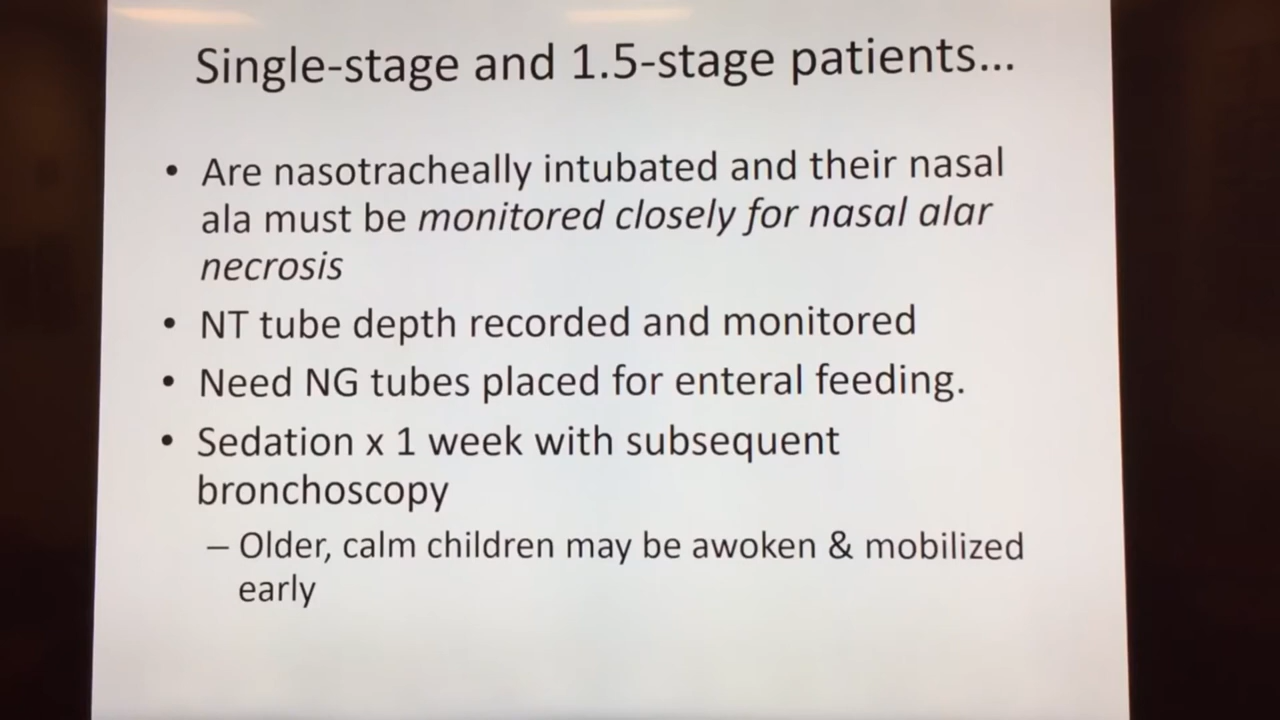 Single-stage and 1.5-stage patients...
• Are nasotracheally intubated and their nasal
ala must be monitored closely for nasal alar
necrosis
• NT tube depth recorded and monitored
• Need NG tubes placed for enteral feeding.
• Sedation x 1 week with subsequent
bronchoscopy
– Older, calm children may be awoken & mobilized
early